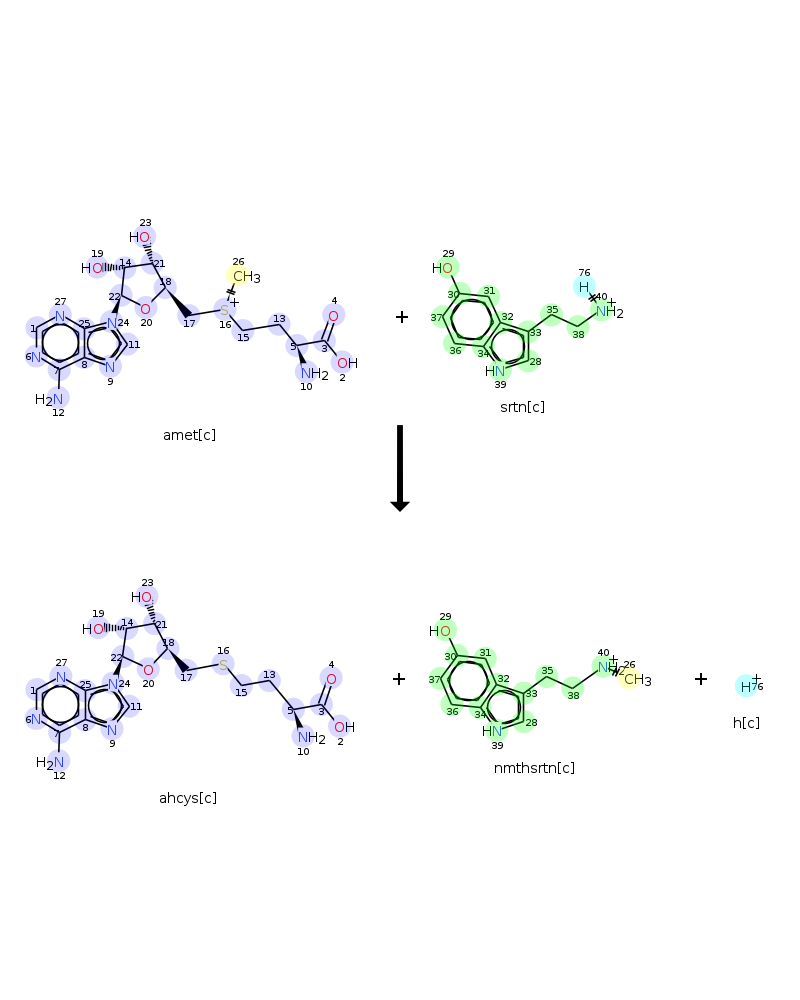 23
HO
19
HO
14
21
18
26
CH3
22
O
20
17
S
+
16
15
13
4
O
5
3
OH
2
NH2
10
27
N
1
25
N
24
11
6
N
7
8
N
9
H2N
12
amet[c]
+
29
HO
30
31
37
32
36
34
33
28
HN
39
35
38
76
H
40
+
NH2
srtn[c]
23
HO
19
HO
14
21
18
22
O
20
17
16
S
15
13
4
O
5
3
OH
2
NH2
10
27
N
1
25
N
24
11
6
N
8
N
9
H2N
12
ahcys[c]
+
29
HO
30
31
37
32
36
34
33
28
HN
39
35
38
40
+
NH2
26
CH3
nmthsrtn[c]
+
H+
76
h[c]